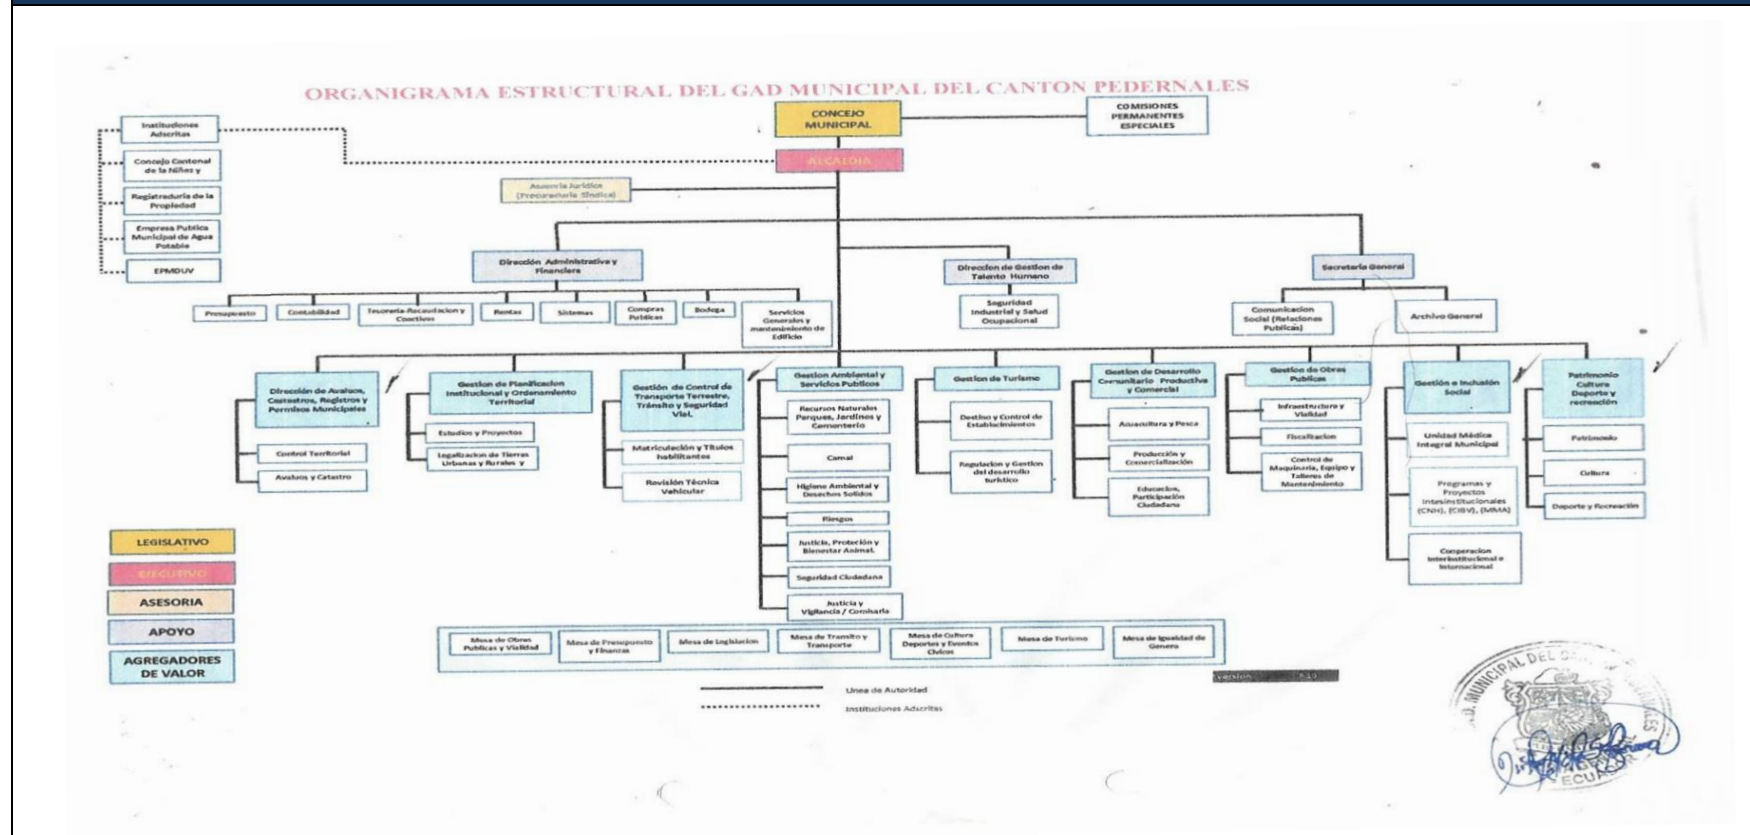 ORGANIGRAMA ESTRUCTURAL DEL GAD MUNICIPAL DEL CANTON PEDERNALES
CONCEJO
MUNICIPAL
COMISIONES
PERMANENTES
ESPECIALES
ALCALDIA
Instituciones
Adscritas
Concejo Cantonal
de la Niñez y
Registraduria de la
Propiedad
Empresa Publica
Municipal de Agua
Potable
EPMDUV
Asesoria Juridica
(Procuraduria Sindica)
Dirección Administrativa y
Financiera
Direccion de Gestion de
Talento Humano
Secretaria General
Presupuesto
Contabilidad
Tesoreria-Recaudacion y
Coactivos
Rentas
Sistemas
Compras
Publicas
Bodega
Servicios
Generales y
mantenimiento de
Edificio
Seguridad
Industrial y Salud
Ocupacional
Comunicacion
Social (Relaciones
Publicas)
Archivo General
Dirección de Avaluos,
Castastros, Registros y
Permisos Municipales
Control Territorial
Avaluos y Catastro
Gestion de Planificacion
Institucional y Ordenamiento
Territorial
Estudios y Proyectos
Legalizacion de Tierras
Urbanas y Rurales y
Gestión de Control de
Transporte Terrestre,
Tránsito y Seguridad
Vial.
Matriculación y Títulos
habilitantes
Revisión Técnica
Vehicular
Gestion Ambiental y
Servicios Publicos
Recursos Naturales
Parques, Jardines y
Cementerio
Camal
Higiene Ambiental y
Desechos Solidos
Riesgos
Justicia, Proteción y
Bienestar Animal.
Seguridad Ciudadana
Justicia y
Vigilancia / Comisaria
Gestion de Turismo
Destino y Control de
Establecimientos
Regulacion y Gestion
del desarrollo
turístico
Gestion de Desarrollo
Comunitario Productiva
y Comercial
Acuacultura y Pesca
Producción y
Comercialización
Educacion,
Participación
Ciudadana
Gestion de Obras
Publicas
Infraestructura y
Vialidad
Fiscalizacion
Control de
Maquinaria, Equipo y
Talleres de
Mantenimiento
Gestión e Inclusión
Social
Unidad Médica
Integral Municipal
Programas y
Proyectos
Intesinstitucionales
(CNH), (CIBV), (MMA)
Cooperacion
Interinstitucional e
Internacional
Patrimonio
Cultura
Deporte y
recreación
Patrimonio
Cultura
Deporte y Recreación
LEGISLATIVO
EJECUTIVO
ASESORIA
APOYO
AGREGADORES
DE VALOR
Mesa de Obras
Publicas y Vialidad
Mesa de Presupuesto
y Finanzas
Mesa de Legislacion
Mesa de Transito y
Transporte
Mesa de Cultura
Deportes y Eventos
Civicos
Mesa de Turismo
Mesa de Igualdad de
Genero
version
Linea de Autoridad
Instituciones Adscritas
MUNICIPAL DEL
ECUADOR